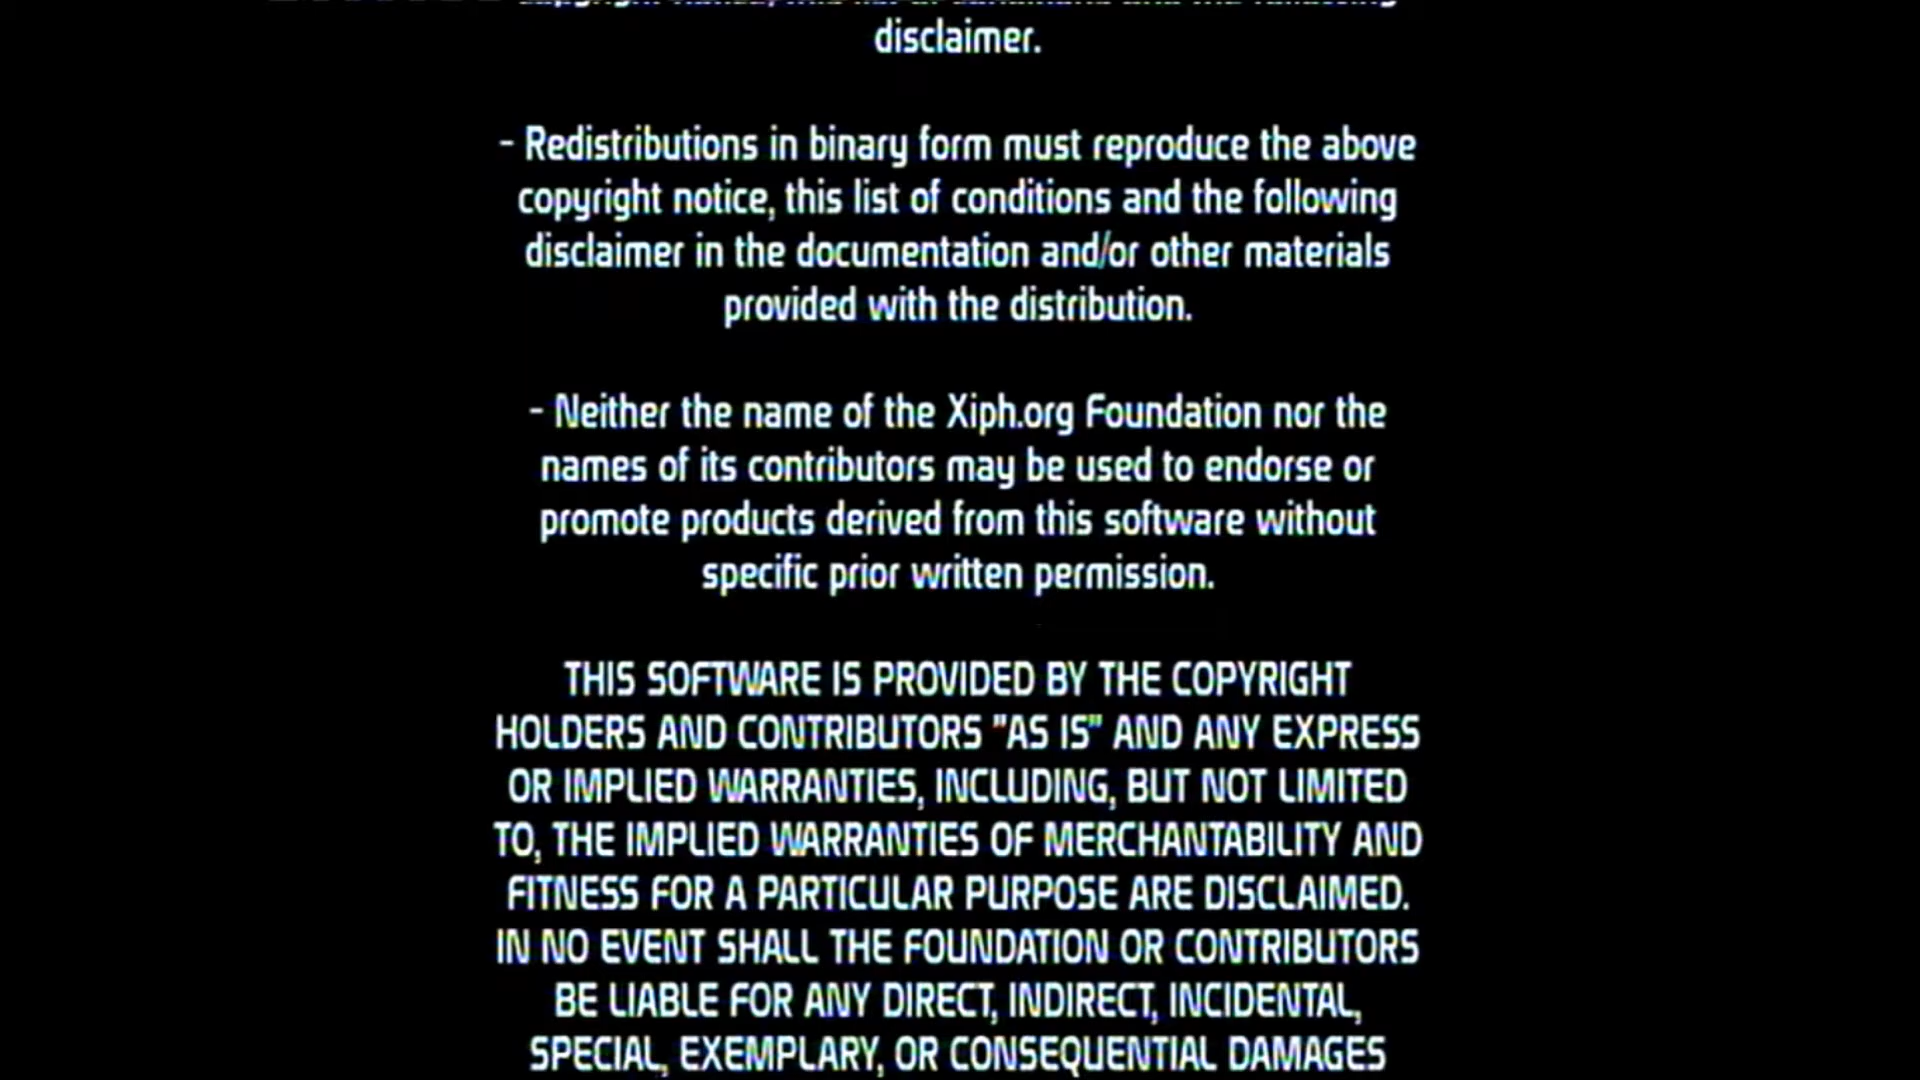 disclaimer.
- Redistributions in binary form must reproduce the above
copyright notice, this list of conditions and the following
disclaimer in the documentation and/or other materials
provided with the distribution.
- Neither the name of the Xiph.org Foundation nor the
names of its contributors may be used to endorse or
promote products derived from this software without
specific prior written permission.
THIS SOFTWARE IS PROVIDED BY THE COPYRIGHT
HOLDERS AND CONTRIBUTORS "AS IS" AND ANY EXPRESS
OR IMPLIED WARRANTIES, INCLUDING, BUT NOT LIMITED
TO, THE IMPLIED WARRANTIES OF MERCHANTABILITY AND
FITNESS FOR A PARTICULAR PURPOSE ARE DISCLAIMED.
IN NO EVENT SHALL THE FOUNDATION OR CONTRIBUTORS
BE LIABLE FOR ANY DIRECT, INDIRECT, INCIDENTAL,
SPECIAL, EXEMPLARY, OR CONSEQUENTIAL DAMAGES